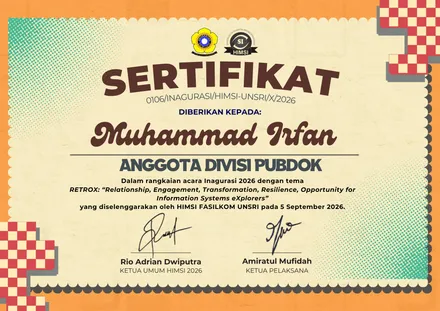 HIMSI
SERTIFIKAT
0106/INAGURASI/HIMSI-UNSRI/X/2026
DIBERIKAN KEPADA:
Muhammad Irfan
ANGGOTA DIVISI PUBDOK
Dalam rangkaian acara Inagurasi 2026 dengan tema
RETROX: "Relationship, Engagement, Transformation, Resilience, Opportunity for
Information Systems eXplorers"
yang diselenggarakan oleh HIMSI FASILKOM UNSRI pada 5 September 2026.
Rio Adrian Dwiputra
KETUA UMUM HIMSI 2026
Amiratul Mufidah
KETUA PELAKSANA